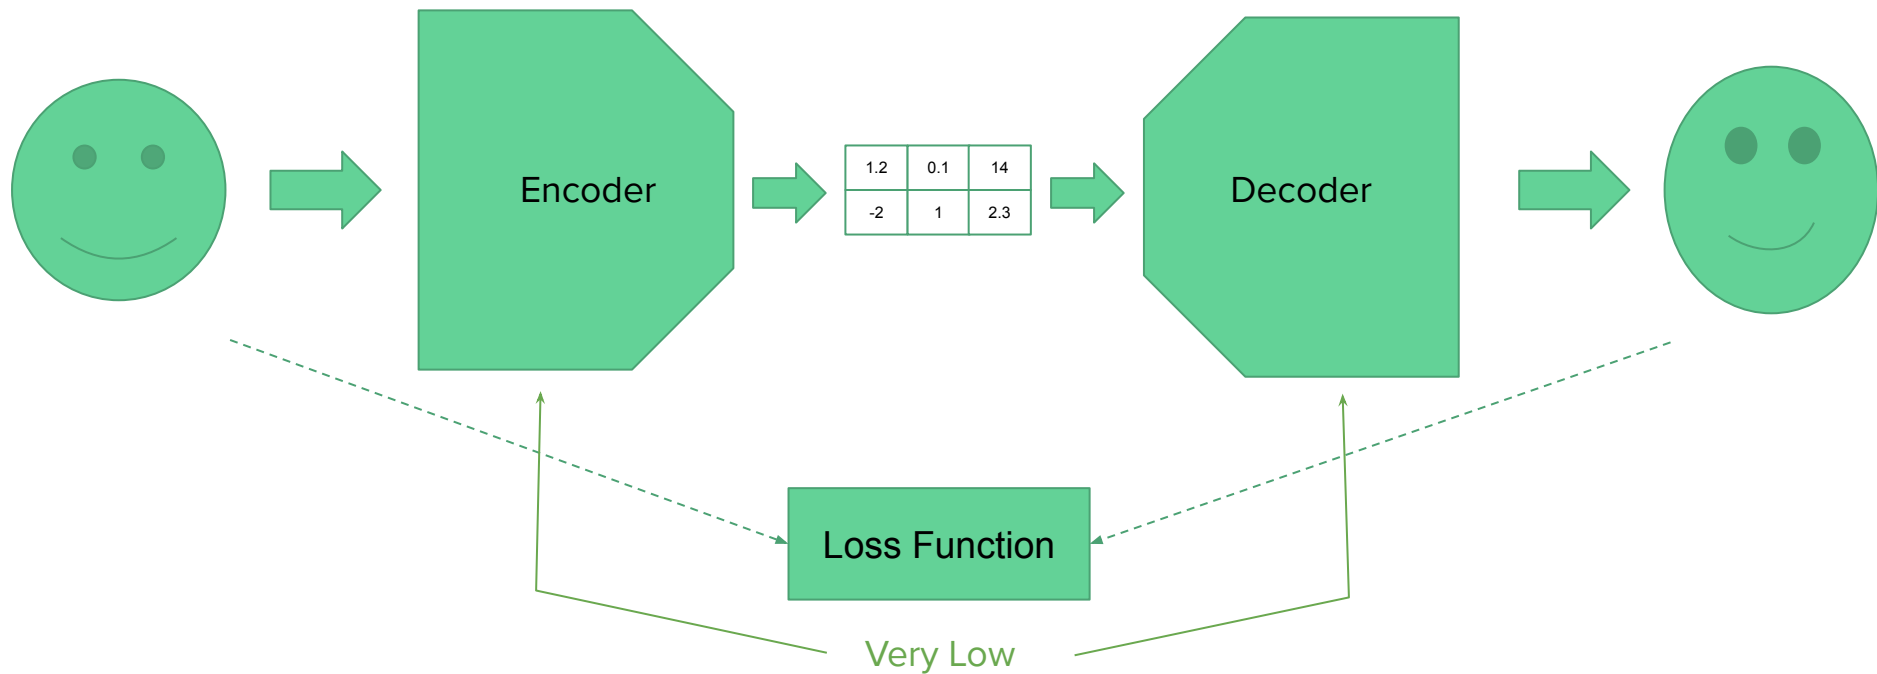 Encoder
1.2 0.1 14
-2 1 2.3
Decoder
Loss Function
Very Low